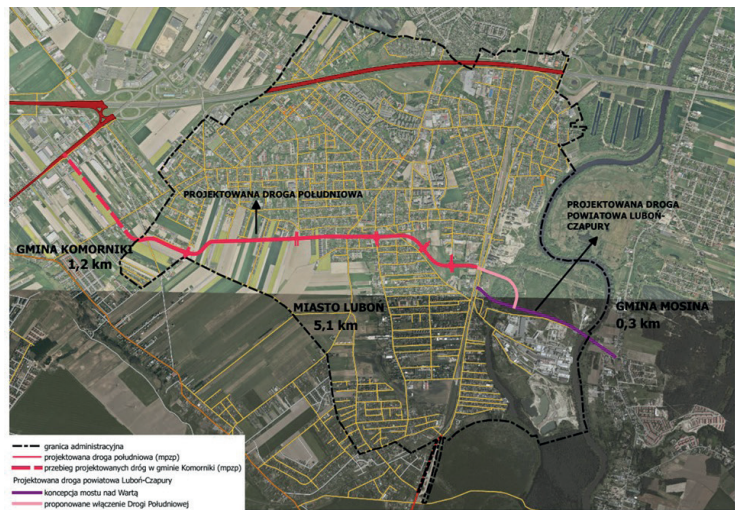 PROJEKTOWANA DROGA POŁUDNIOWA
PROJEKTOWANA DROGA
POWIATOWA LUBOŃ-
CZAPURY
GMINA KOMORNIKI
1,2 km
MIASTO LUBOŃ
5,1 km
GMINA MOSINA
0,3 km
granica administracyjna
projektowana droga południowa (mpzp)
przebieg projektowanych dróg w gminie Komorniki (mpzp)
Projektowana droga powiatowa Luboń-Czapury
koncepcja mostu nad Wartą
proponowane włączenie Drogi Południowej